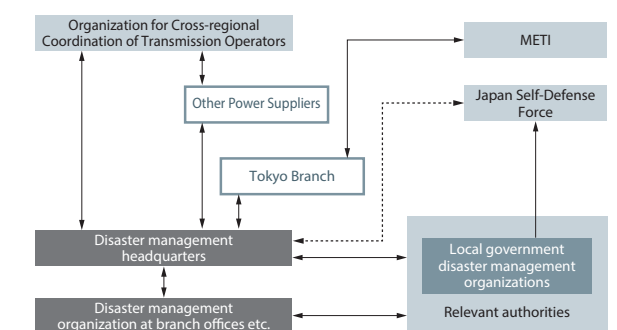 Organization for Cross-regional
Coordination of Transmission Operators
METI
Other Power Suppliers
Japan Self-Defense
Force
Tokyo Branch
Disaster management
headquarters
Local government
disaster management
organizations
Relevant authorities
Disaster management
organization at branch offices etc.